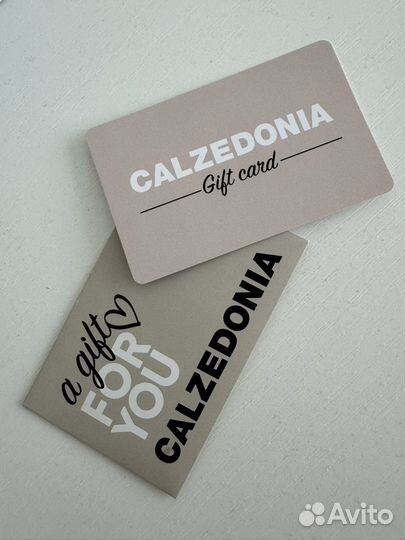 CALZEDONIA
Gift card
a gift
FOR
YOU
CALZEDONIA
Avito